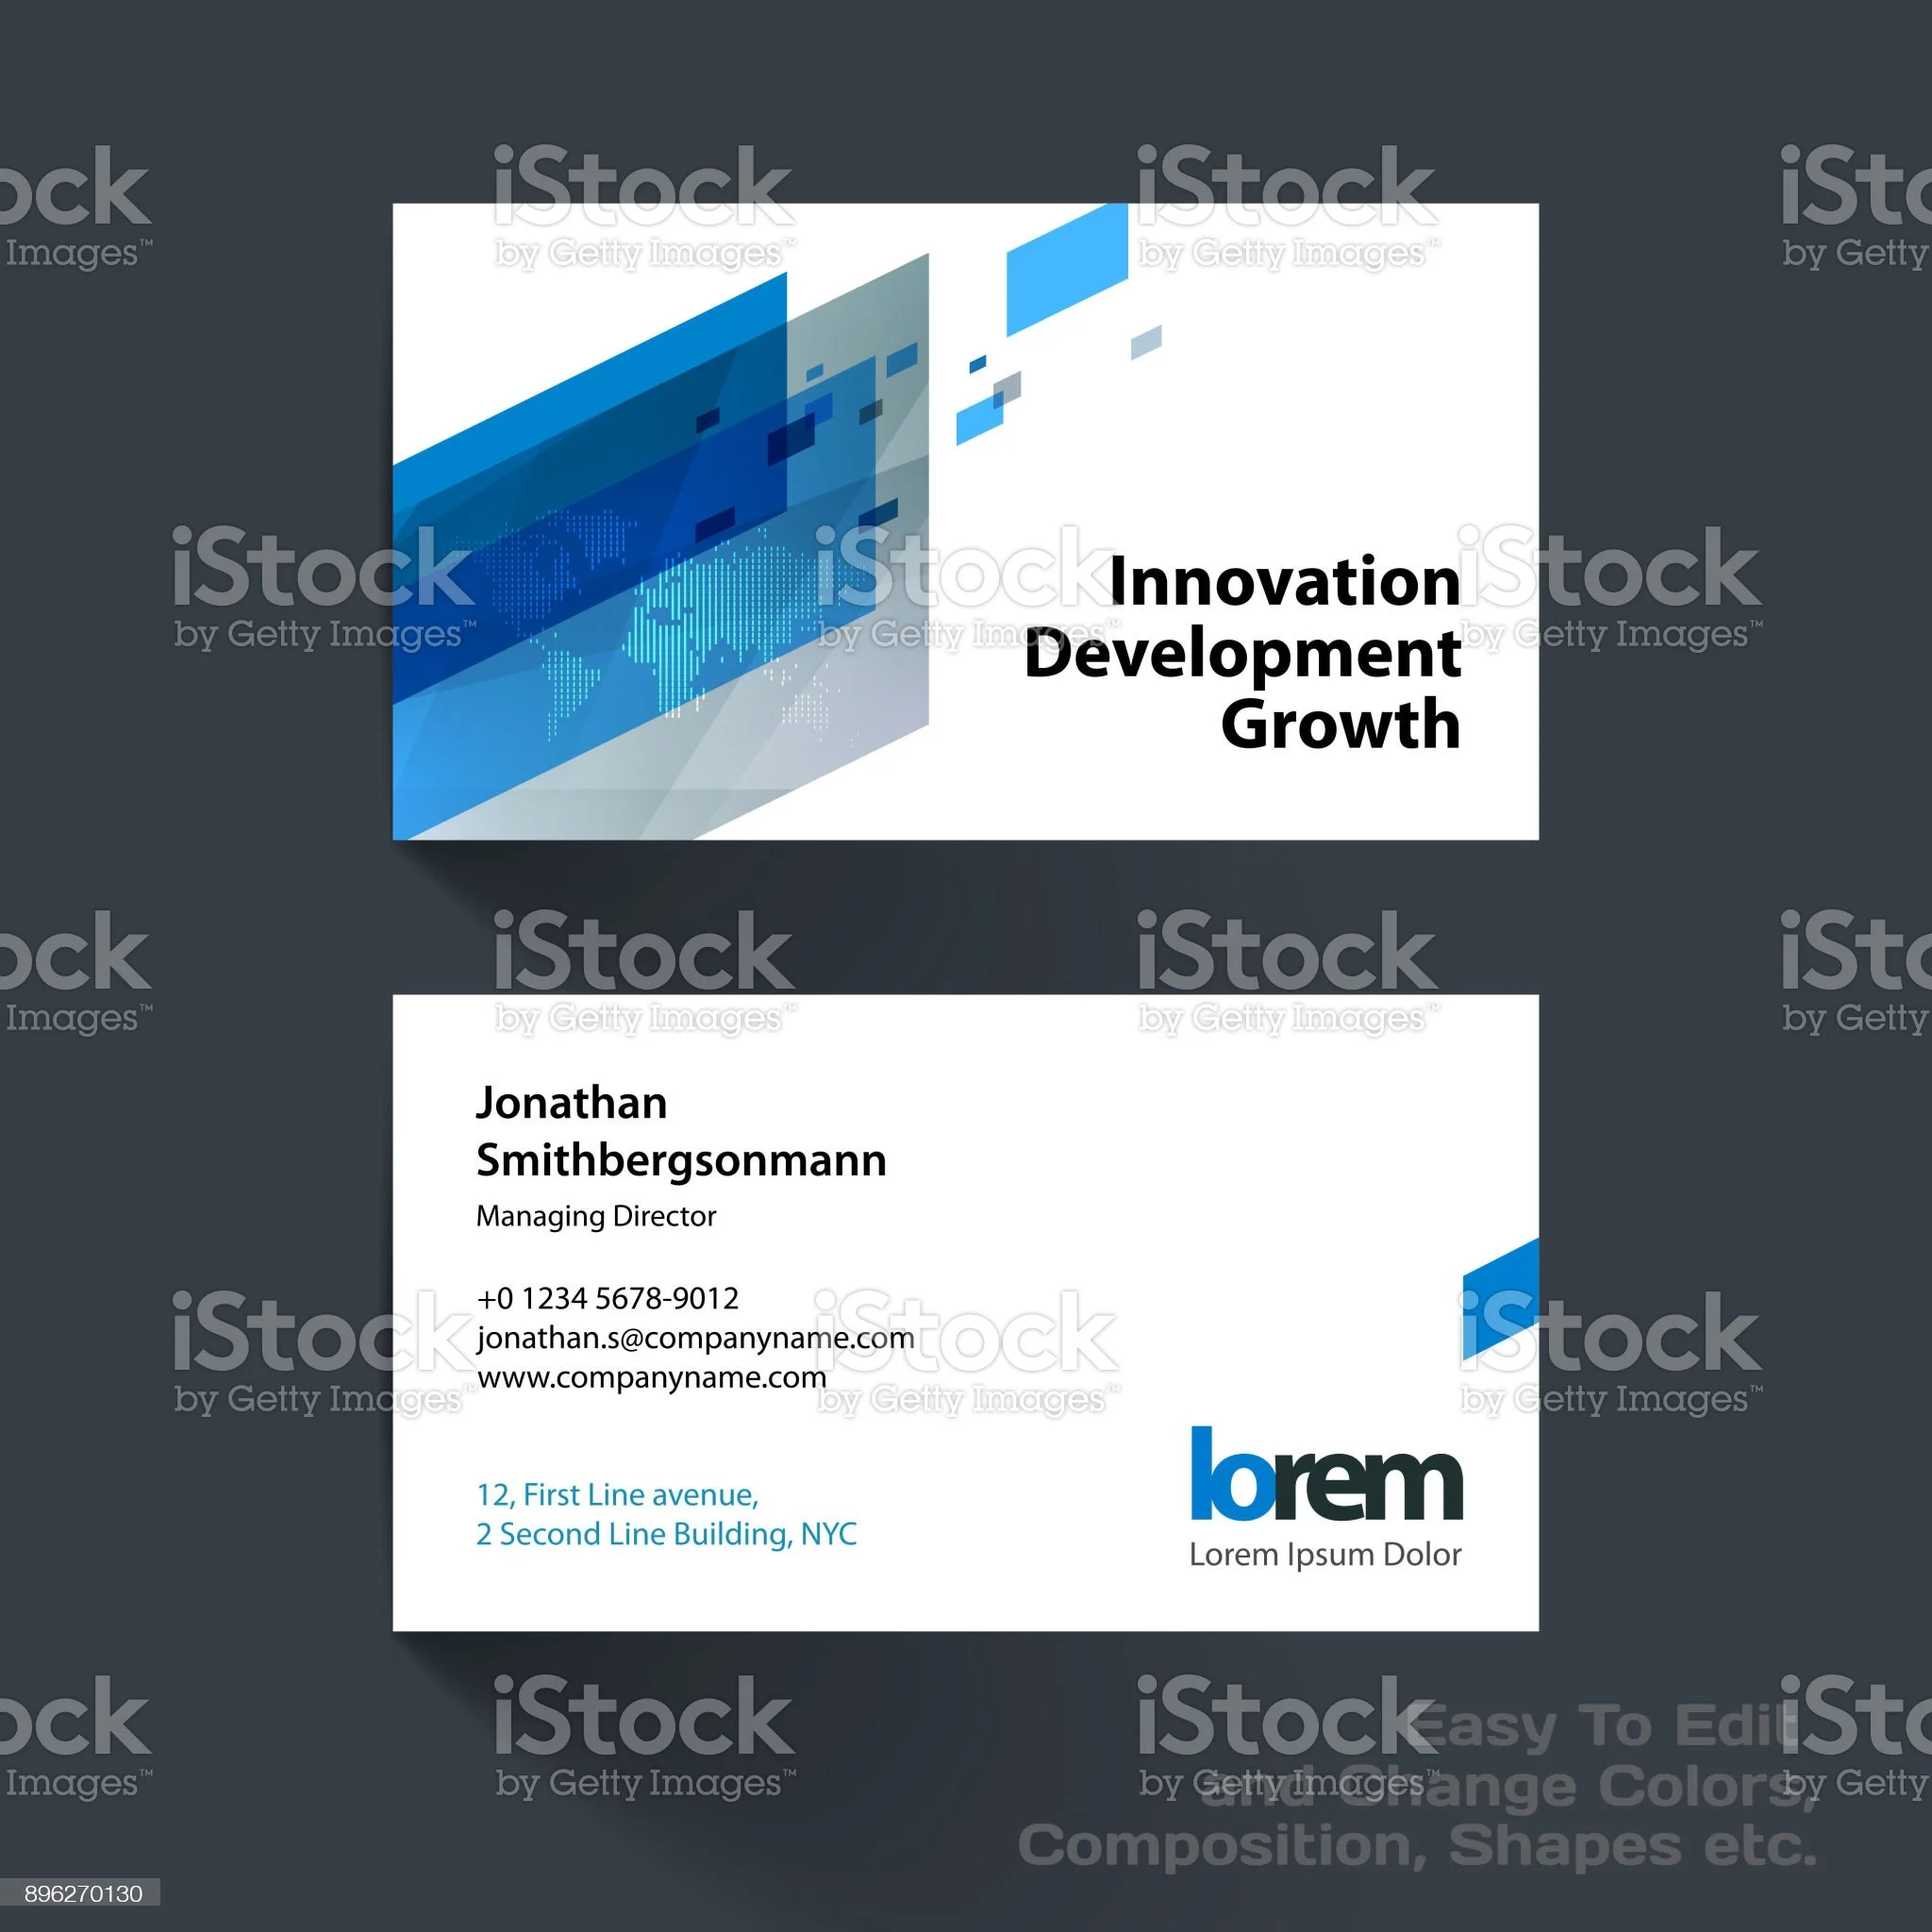 iStock
by Getty Images™
Innovation
Development
Growth
Jonathan
Smithbergsonmann
Managing Director
+0 1234 5678-9012
jonathan.s@companyname.com
www.companyname.com
12, First Line avenue,
2 Second Line Building, NYC
lorem
Lorem Ipsum Dolor
Easy To Edit
and Change Colors,
Composition, Shapes etc.
896270130